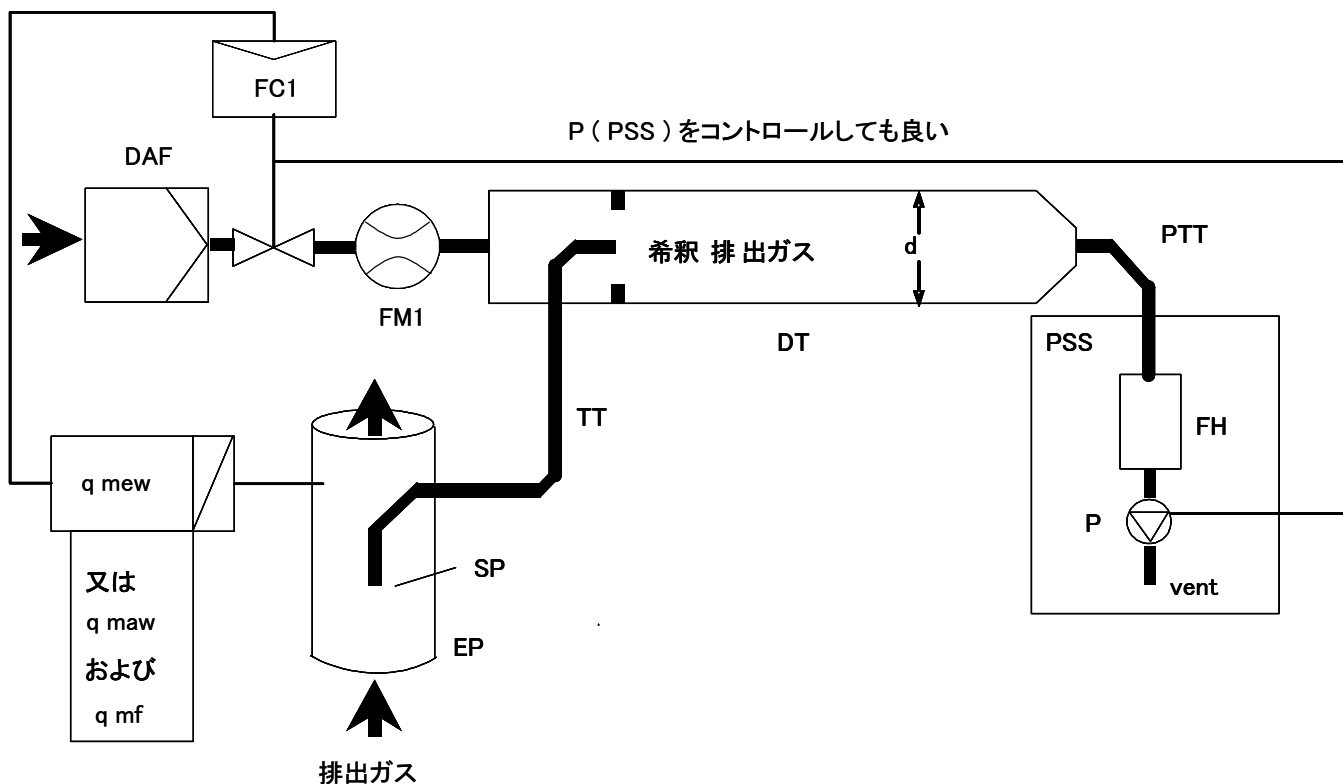 FC1
P ( PSS ) をコントロールしても良い
DAF
希釈 排 出ガス
d
PTT
FM1
DT
PSS
TT
FH
q mew
P
SP
vent
又は
q maw
EP
および
q mf
排出ガス